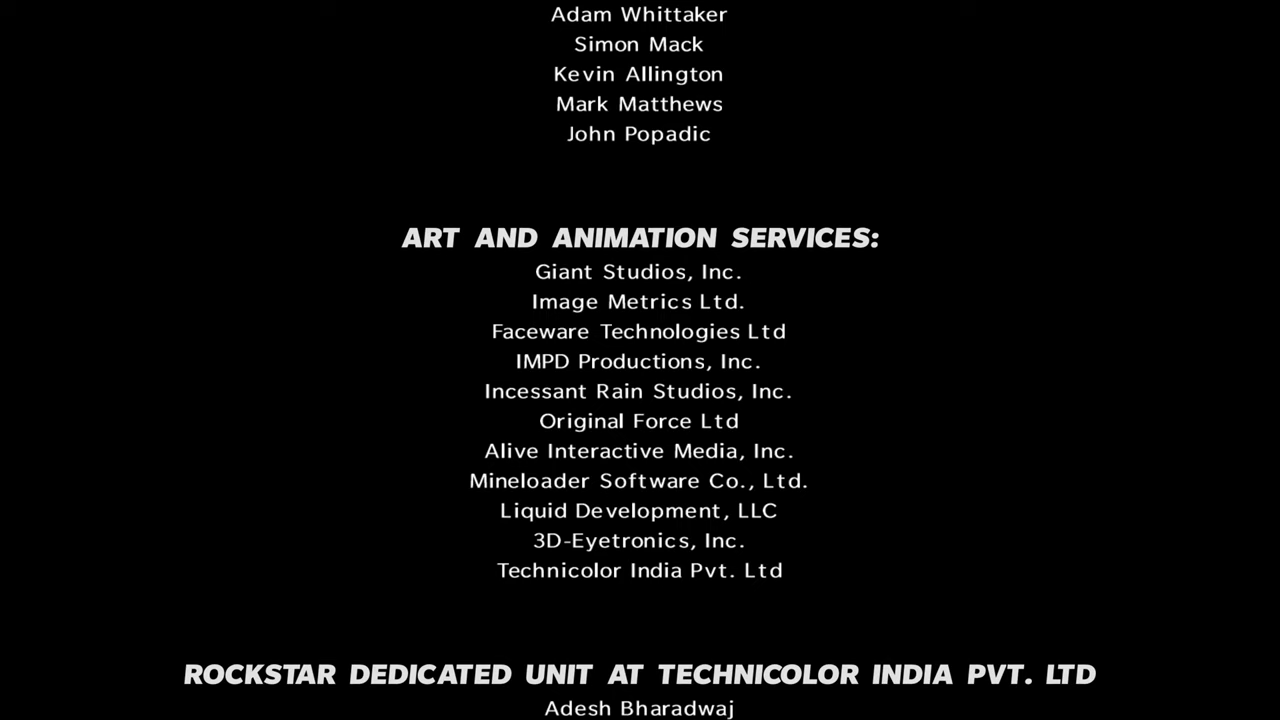 Adam Whittaker
Simon Mack
Kevin Allington
Mark Matthews
John Popadic
ART AND ANIMATION SERVICES:
Giant Studios, Inc.
Image Metrics Ltd.
Faceware Technologies Ltd
IMPD Productions, Inc.
Incessant Rain Studios, Inc.
Original Force Ltd
Alive Interactive Media, Inc.
Mineloader Software Co., Ltd.
Liquid Development, LLC
3D-Eyetronics, Inc.
Technicolor India Pvt. Ltd
ROCKSTAR DEDICATED UNIT AT TECHNICOLOR INDIA PVT. LTD
Adesh Bharadwaj